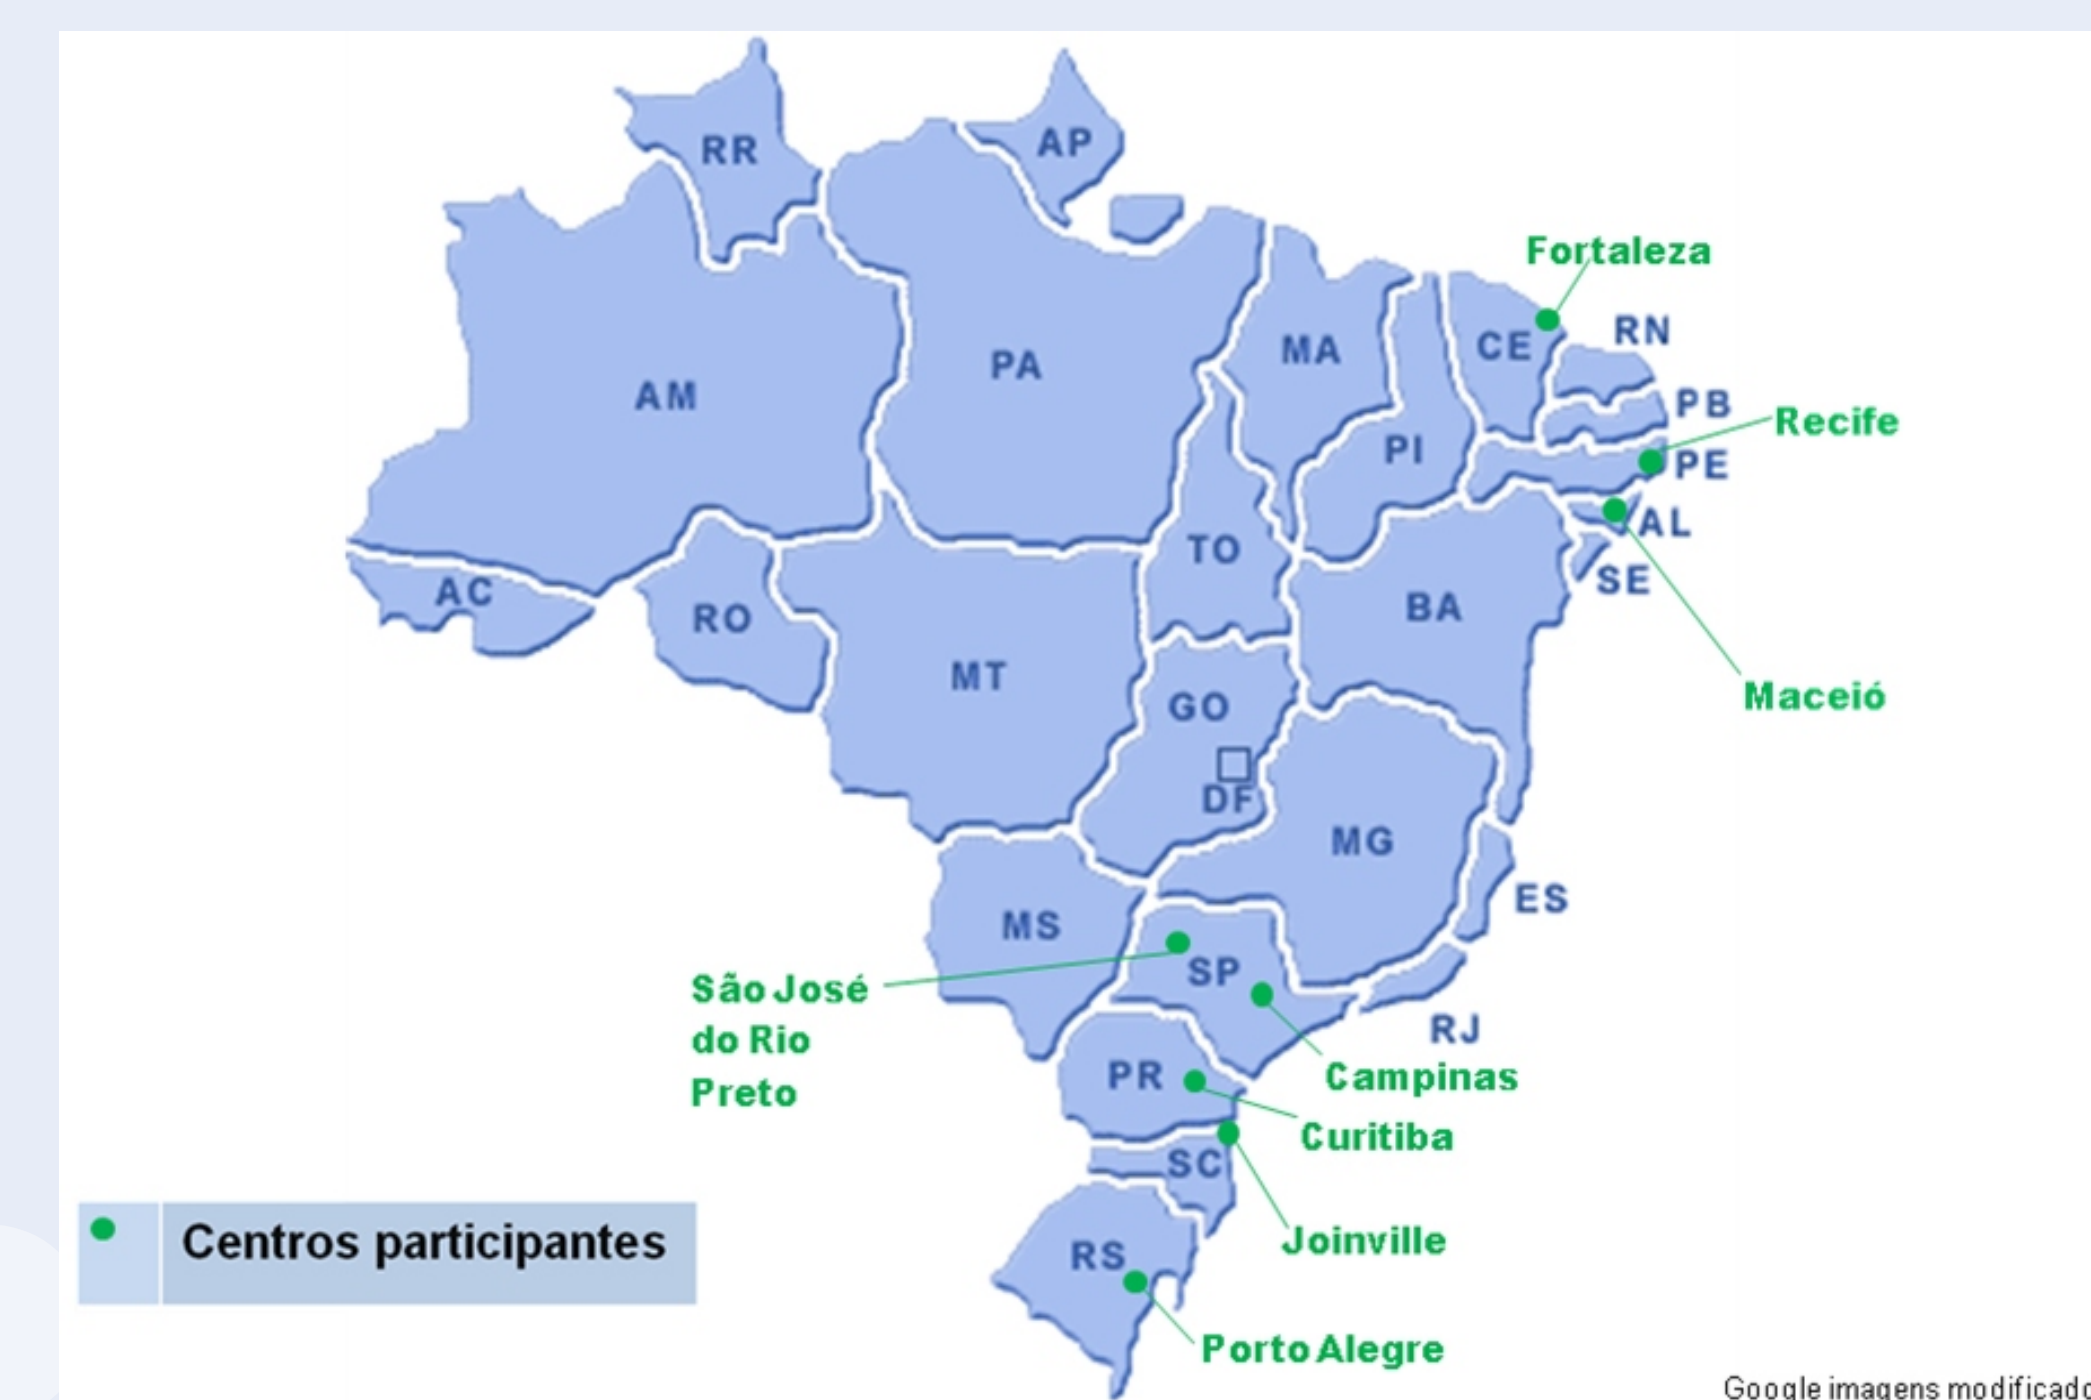 RR
AP
Fortaleza
RN
CE
MA
PA
AM
PB
Recife
PI
PE
AL
TO
SE
AC
BA
RO
MT
Maceió
GO
DF
MG
ES
MS
SP
São José
do Rio
Preto
RJ
Campinas
PR
Curitiba
SC
Joinville
Centros participantes
RS
Porto Alegre
Google imagens modificado